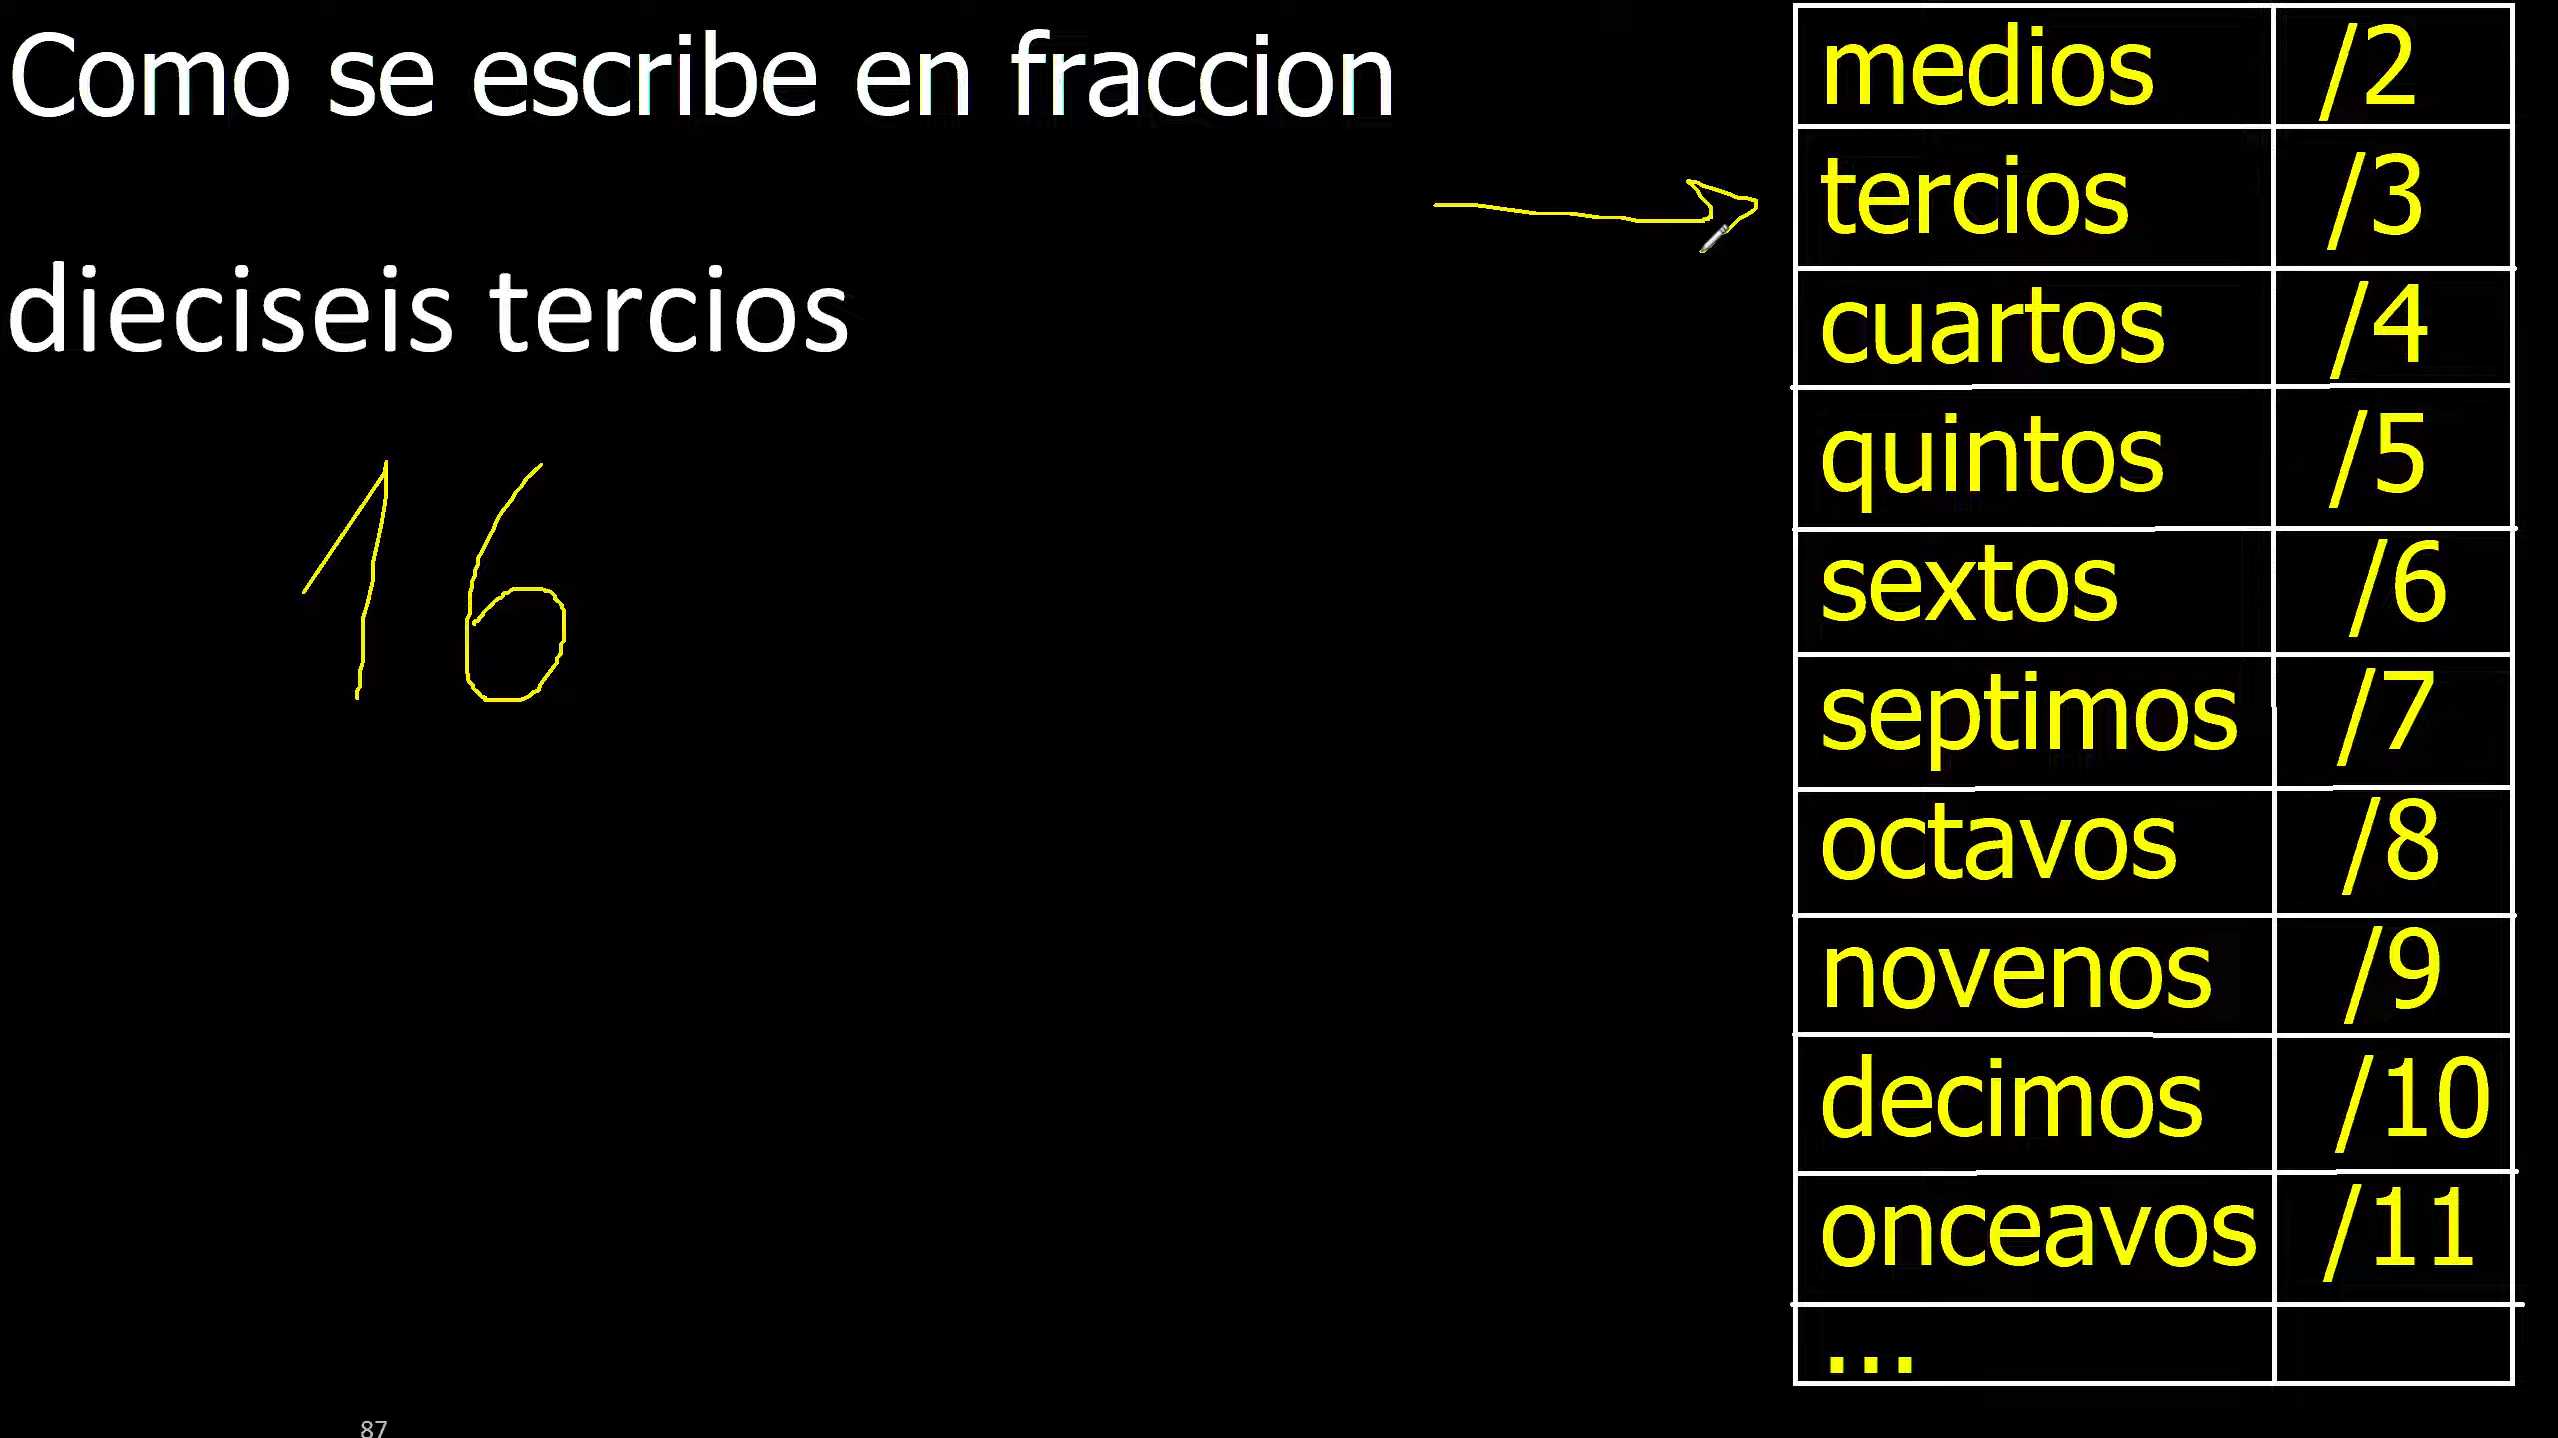 Como se escribe en fraccion
dieciseis tercios
16
medios /2
tercios /3
cuartos /4
quintos /5
sextos /6
septimos /7
octavos /8
novenos /9
decimos /10
onceavos /11
...
87